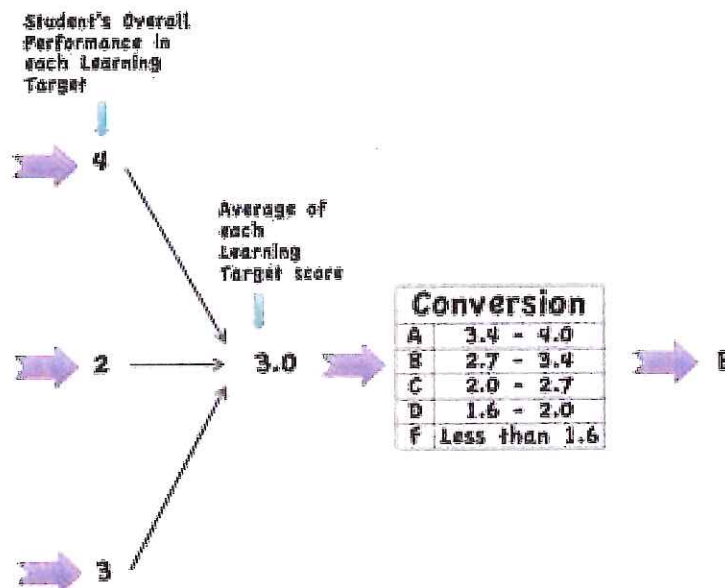 Student's Overall
Performance in
each Learning
Target
4
Average of
each
Learning
Target score
Conversion
A 3.4 - 4.0
B 2.7 - 3.4
C 2.0 - 2.7
D 1.6 - 2.0
F Less than 1.6
2
3.0
3